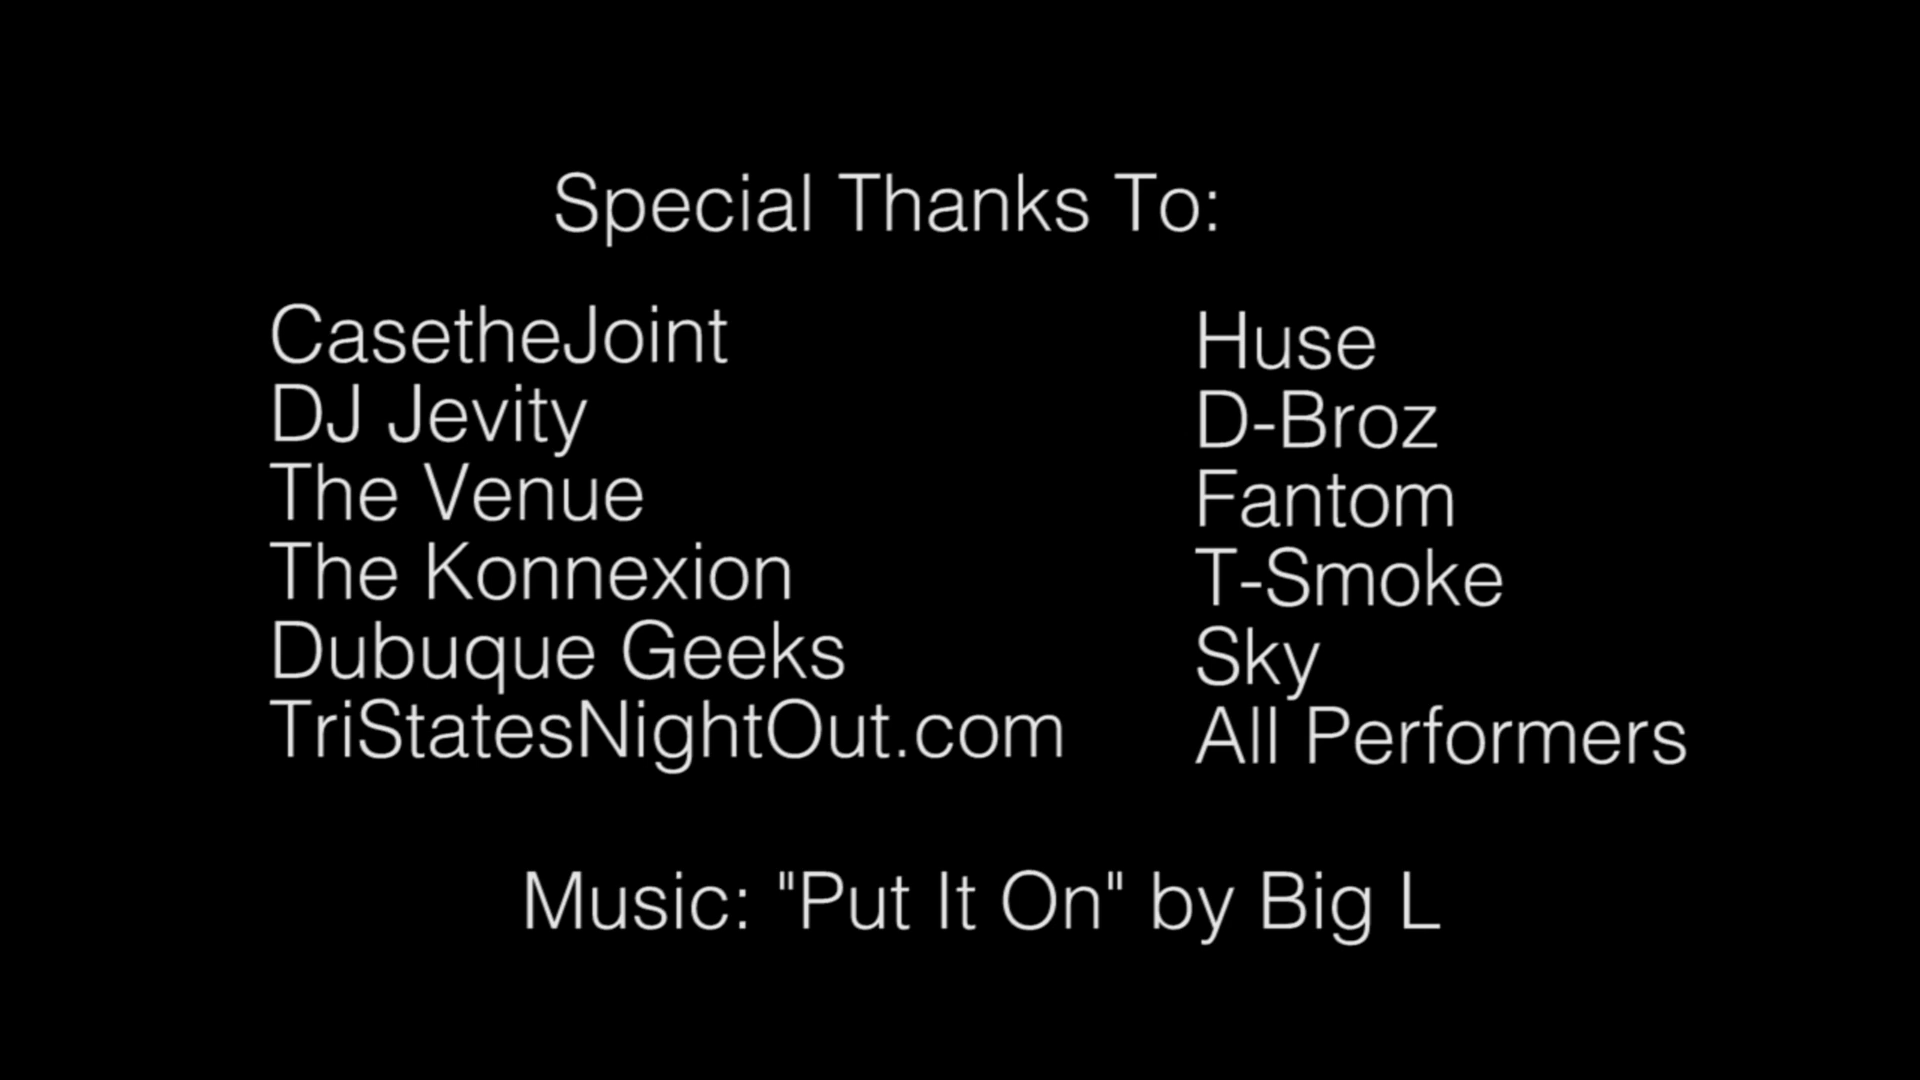 Special Thanks To:
CasetheJoint
DJ Jevity
The Venue
The Konnexion
Dubuque Geeks
TriStatesNightOut.com
Huse
D-Broz
Fantom
T-Smoke
Sky
All Performers
Music: "Put It On" by Big L